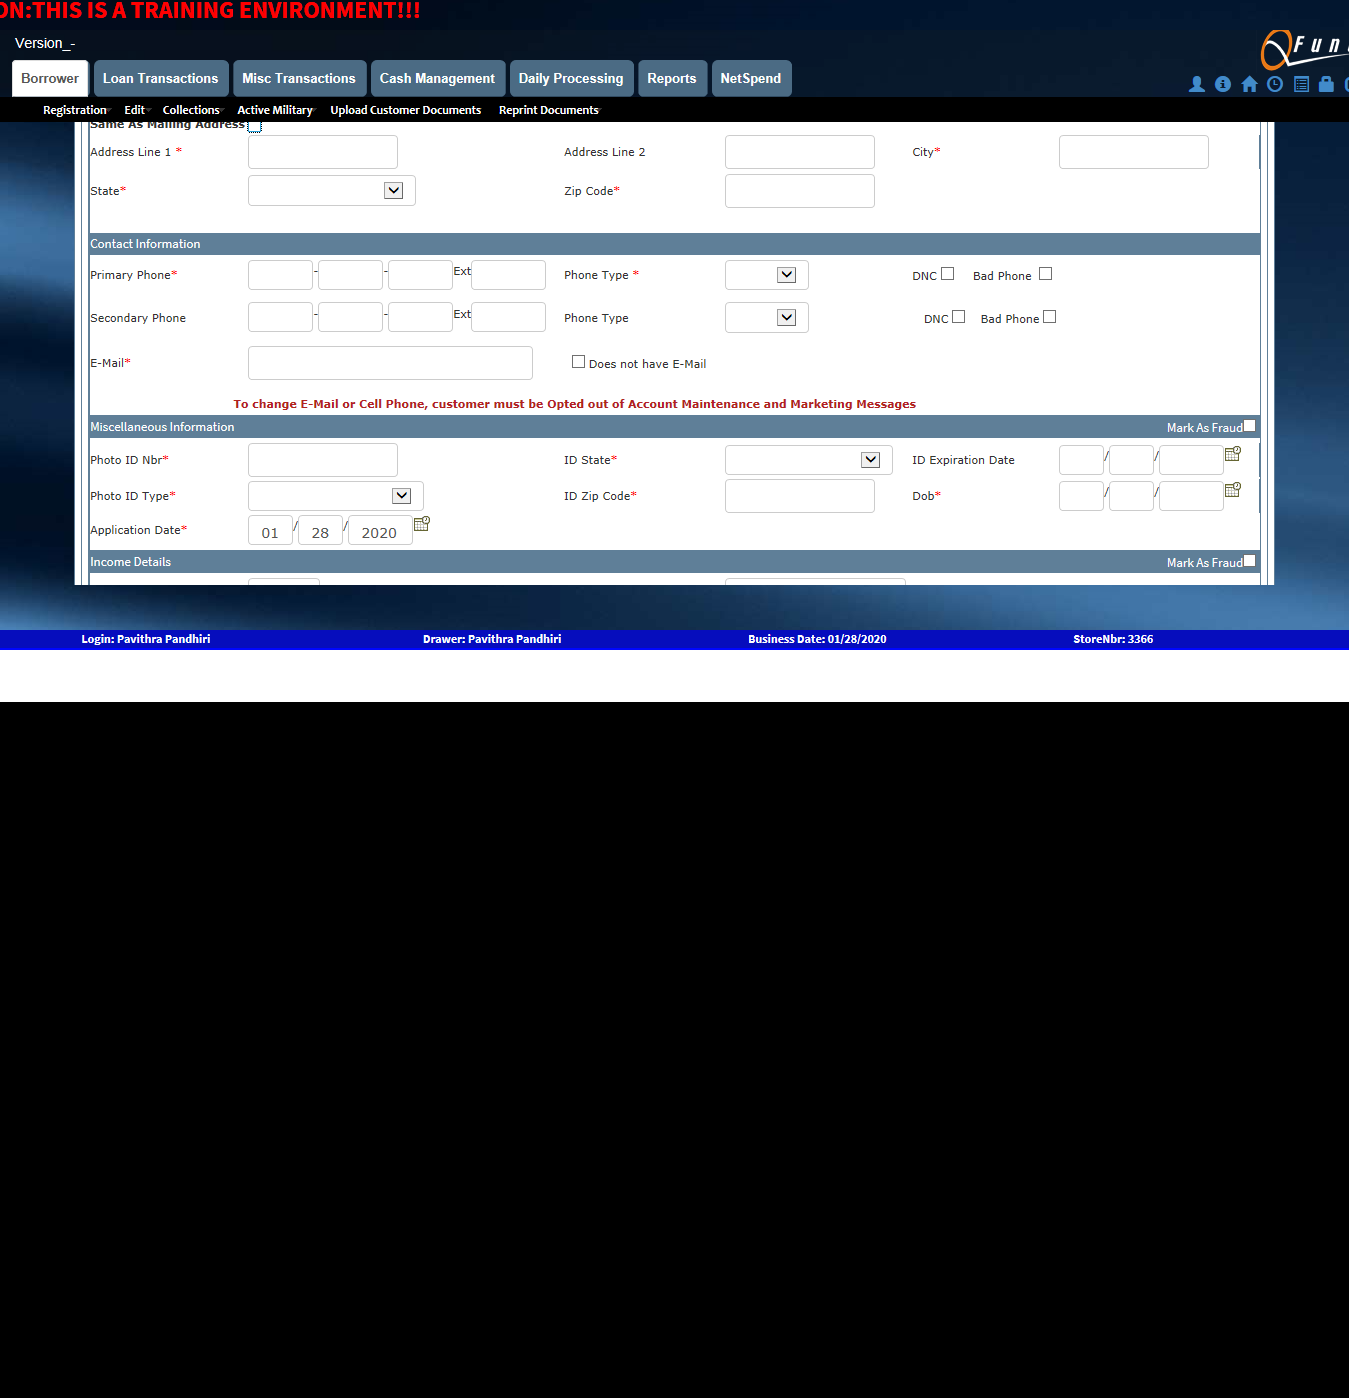 ON:THIS IS A TRAINING ENVIRONMENT!!!
Version_-
QFun
Borrower Loan Transactions Misc Transactions Cash Management Daily Processing Reports NetSpend
Registration Edit Collections Active Military Upload Customer Documents Reprint Documents
Same As Mailing Address
Address Line 1 * Address Line 2 City*
State* Zip Code*
Contact Information
Primary Phone* - - Ext Phone Type * DNC Bad Phone
Secondary Phone - - Ext Phone Type DNC Bad Phone
E-Mail* Does not have E-Mail
To change E-Mail or Cell Phone, customer must be Opted out of Account Maintenance and Marketing Messages
Miscellaneous Information Mark As Fraud
Photo ID Nbr* ID State* ID Expiration Date / /
Photo ID Type* ID Zip Code* Dob* / /
Application Date* 01 / 28 / 2020
Income Details Mark As Fraud
Login: Pavithra Pandhiri Drawer: Pavithra Pandhiri Business Date: 01/28/2020 StoreNbr: 3366